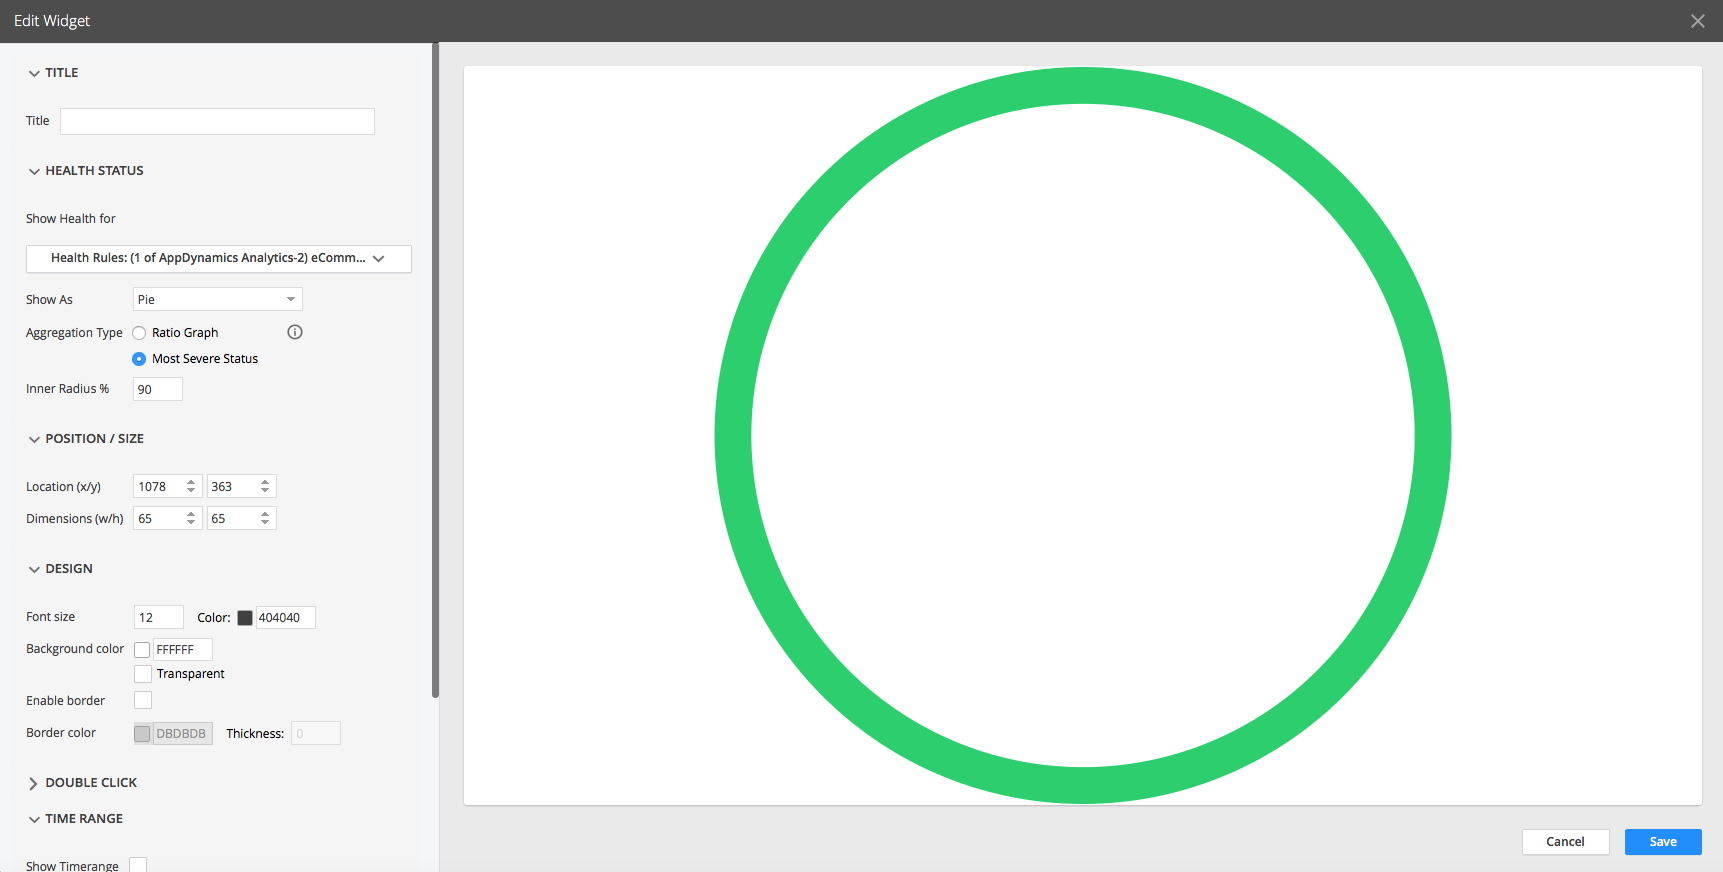 Edit Widget
TITLE
Title
HEALTH STATUS
Show Health for
Health Rules: (1 of AppDynamics Analytics-2) eComm...
Show As Pie
Aggregation Type Ratio Graph
Most Severe Status
Inner Radius % 90
POSITION / SIZE
Location (x/y) 1078 363
Dimensions (w/h) 65 65
DESIGN
Font size 12 Color: 404040
Background color FFFFFF
Transparent
Enable border
Border color DBDBDB Thickness: 0
DOUBLE CLICK
TIME RANGE
Show Timerange
Cancel Save